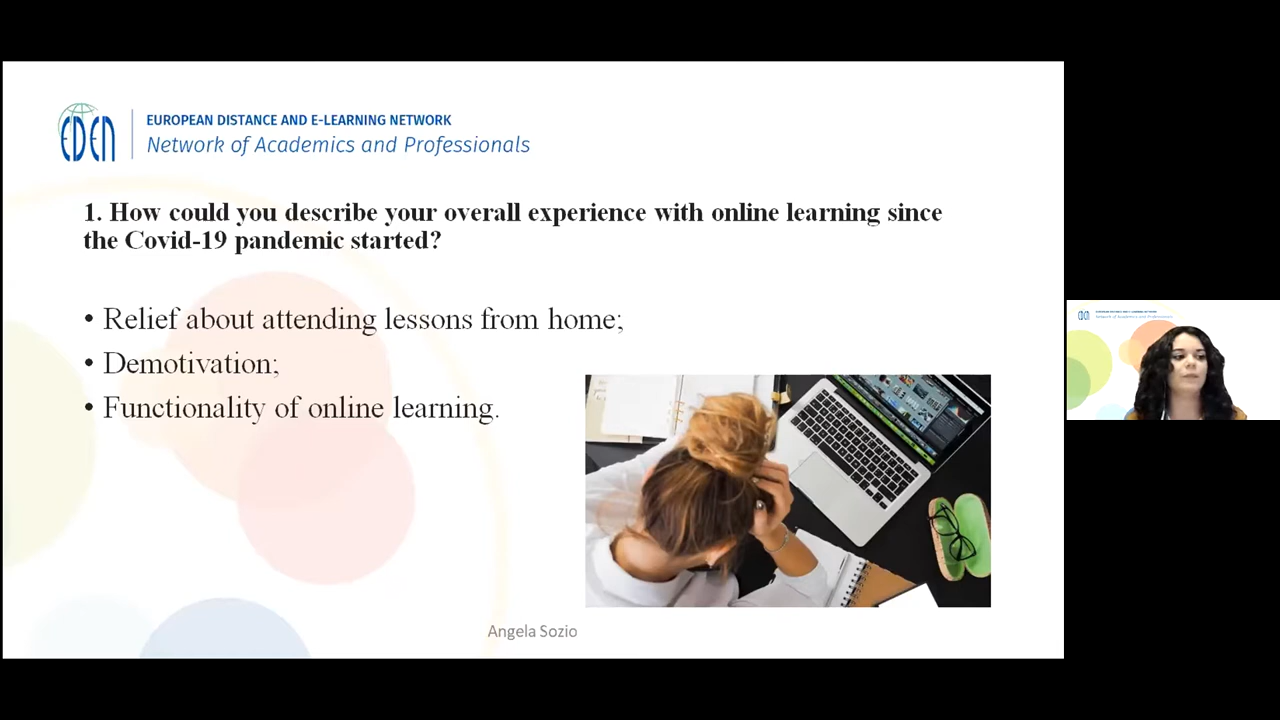 EDEN
EUROPEAN DISTANCE AND E-LEARNING NETWORK
Network of Academics and Professionals
1. How could you describe your overall experience with online learning since
the Covid-19 pandemic started?
• Relief about attending lessons from home;
• Demotivation;
• Functionality of online learning.
Angela Sozio